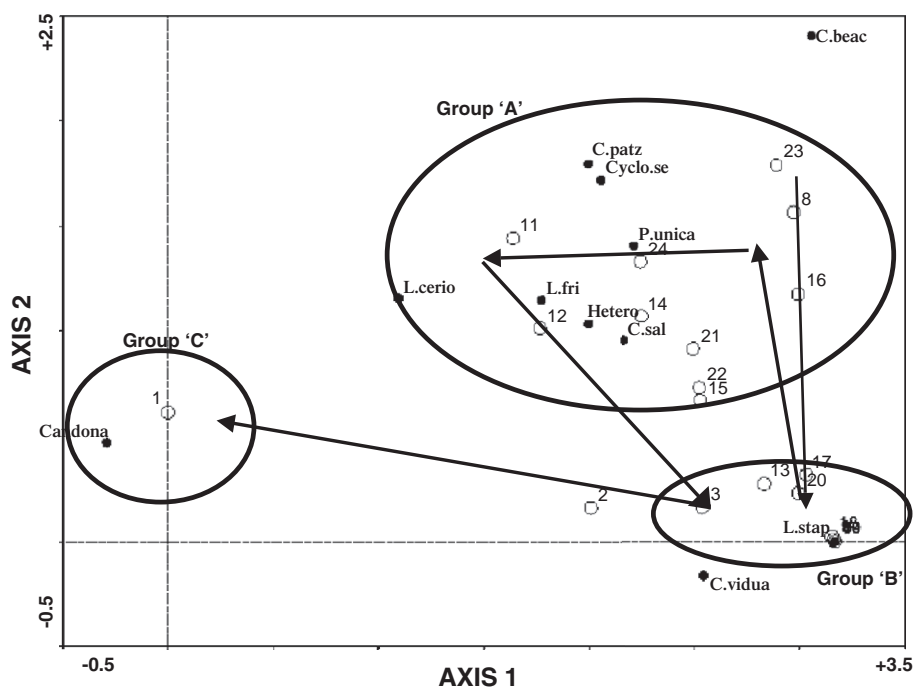 +2.5
C.beac
Group ‘A’
C.patz
Cyclo.se
23
8
11
P.unica
24
L.cerio
L.fri
16
Hetero
14
12
C.sal
21
22
15
AXIS 2
Group ‘C’
1
Candona
13
17
20
2
3
L.stap
C.vidua
Group ‘B’
-0.5
-0.5
AXIS 1
+3.5